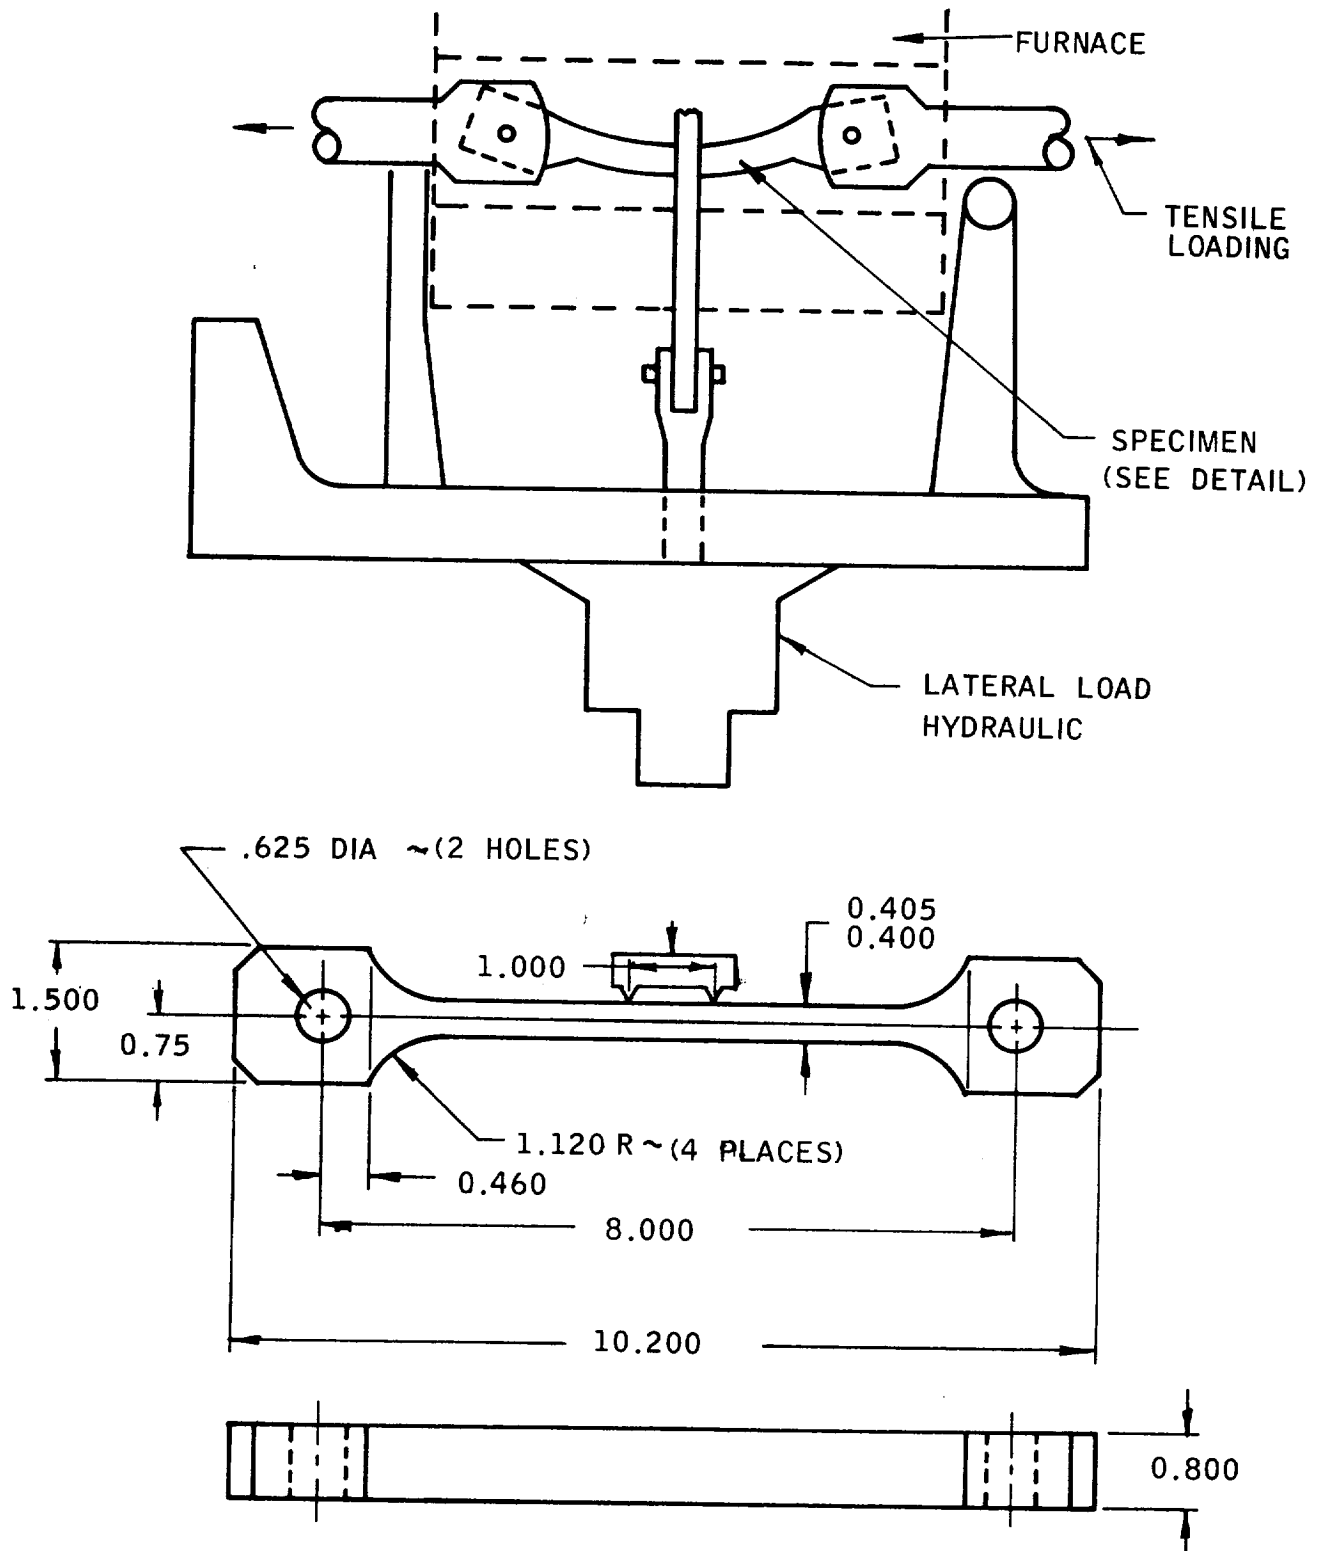 FURNACE
TENSILE
LOADING
SPECIMEN
(SEE DETAIL)
LATERAL LOAD
HYDRAULIC
.625 DIA ~(2 HOLES)
0.405
0.400
1.000
1.500
0.75
1.120 R ~ (4 PLACES)
0.460
8.000
10.200
0.800